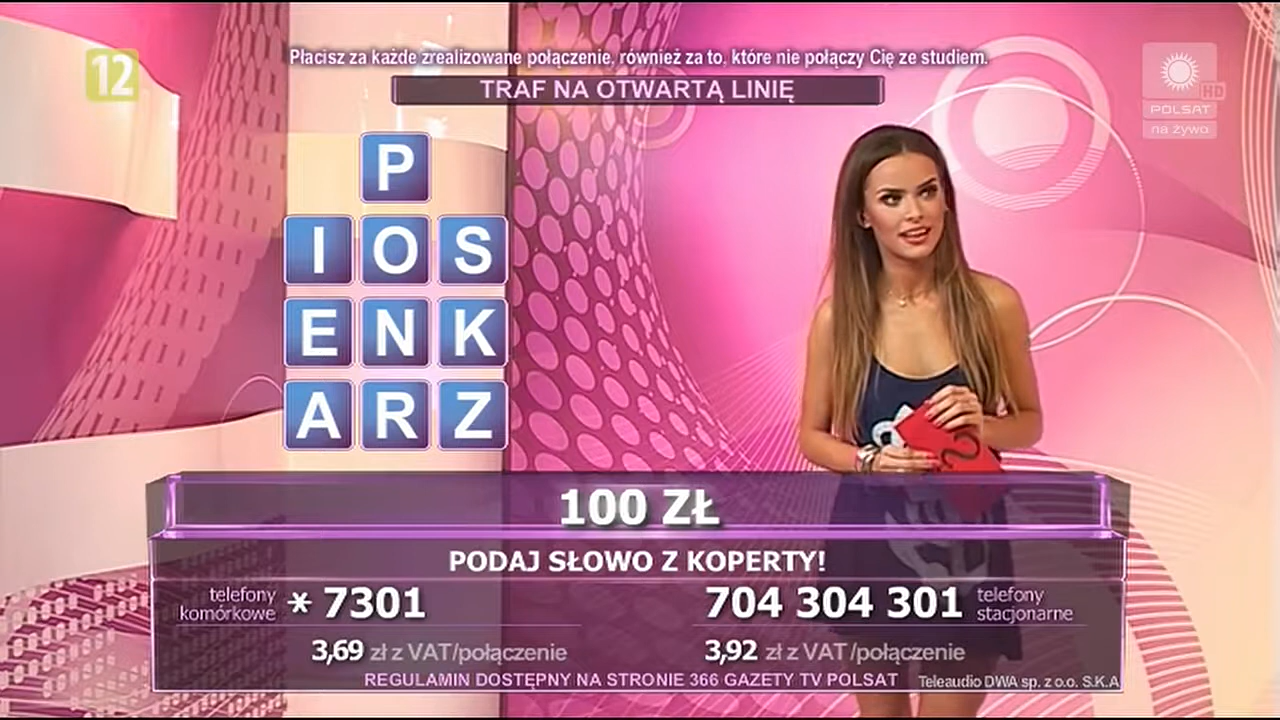 Płacisz za każde zrealizowane połączenie, również za to, które nie połączy Cię ze studiem.
12
TRAF NA OTWARTĄ LINIĘ
HD
POLSAT
na żywo
P
I O S
E N K
A R Z
100 ZŁ
PODAJ SŁOWO Z KOPERTY!
telefony komórkowe * 7301
704 304 301 telefony stacjonarne
3,69 zł z VAT/połączenie
3,92 zł z VAT/połączenie
REGULAMIN DOSTĘPNY NA STRONIE 366 GAZETY TV POLSAT
Teleaudio DWA sp. z o.o. S.K.A